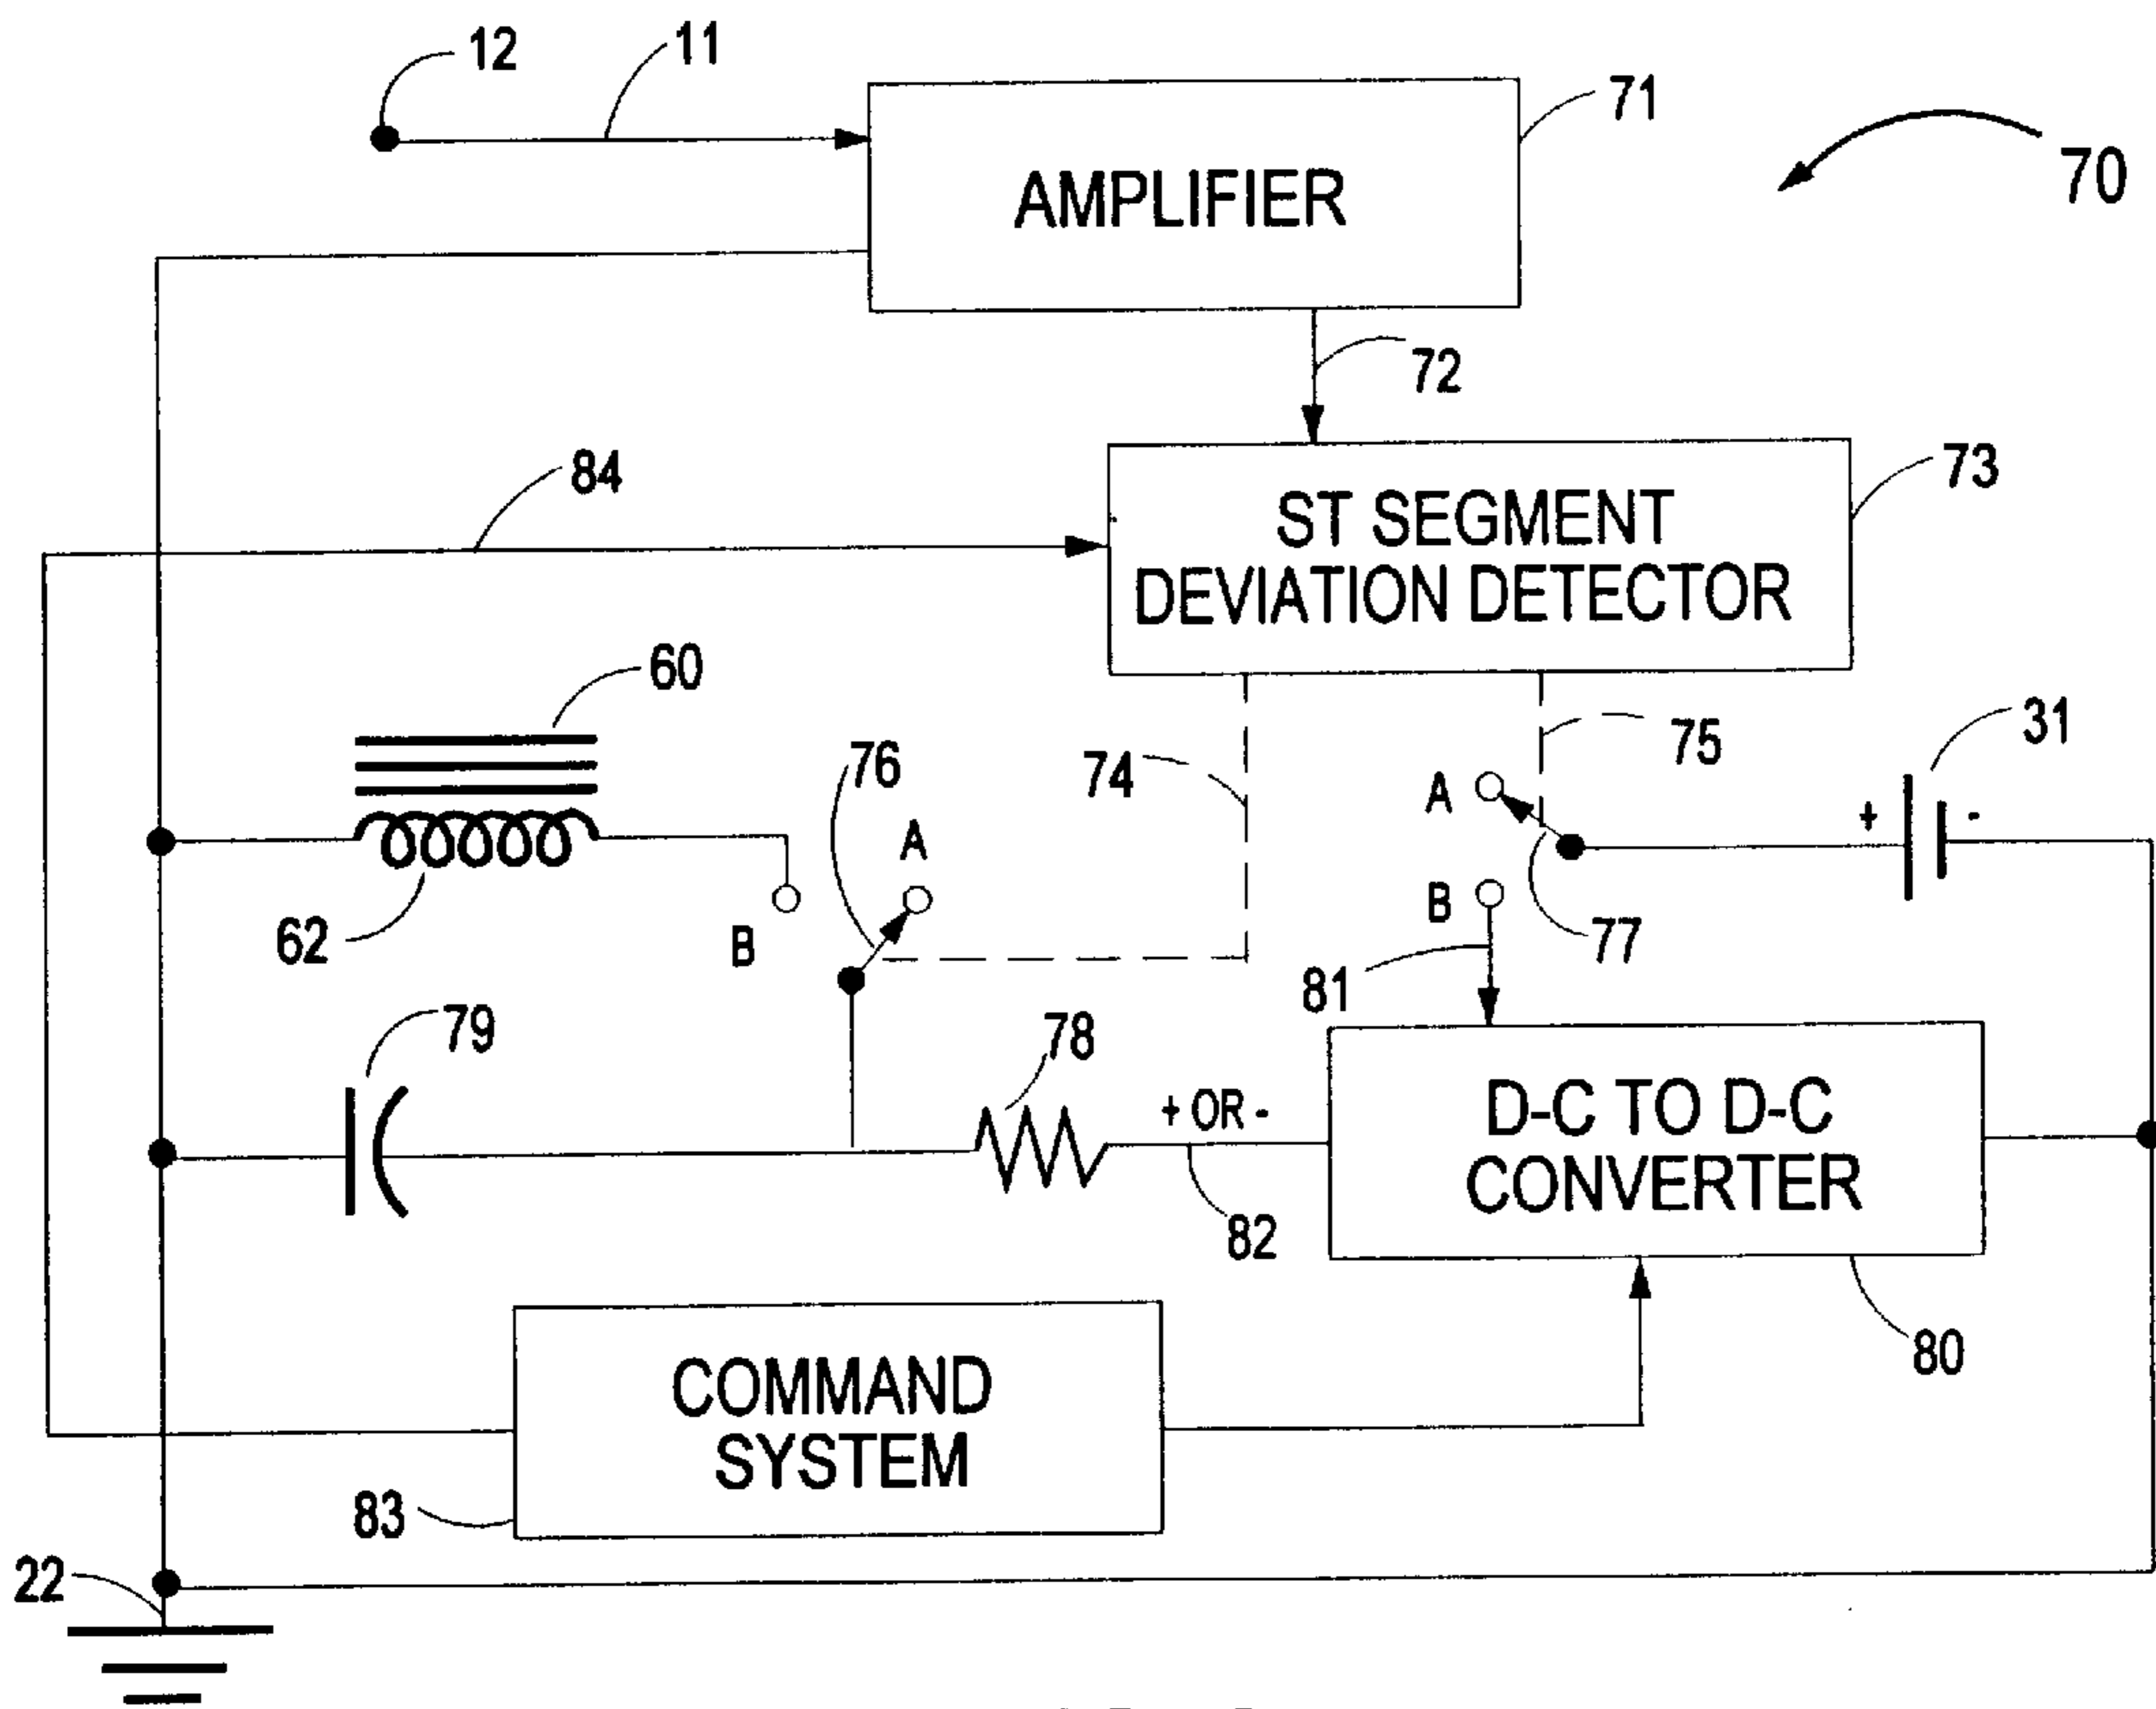 12
11
71
AMPLIFIER
70
72
84
73
ST SEGMENT
DEVIATION DETECTOR
60
31
75
76
74
A
+
-
A
B
62
B
77
81
79
78
+ OR -
D-C TO D-C
CONVERTER
82
80
COMMAND
SYSTEM
83
22